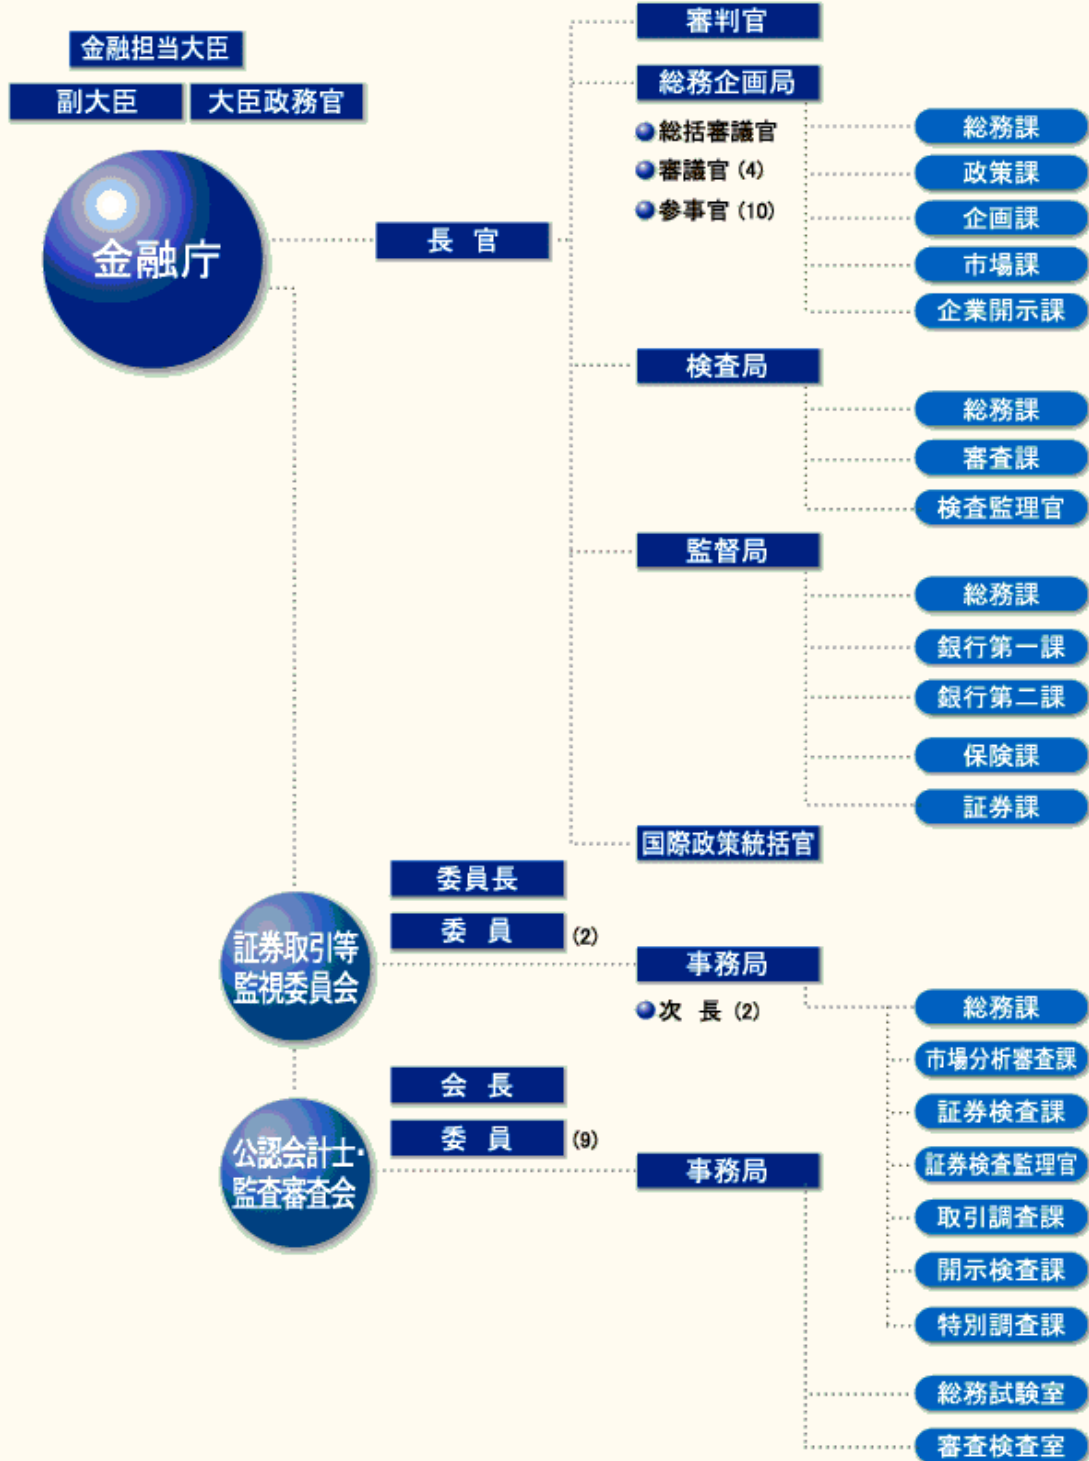 金融担当大臣
副大臣
大臣政務官
金融庁
長官
審判官
総務企画局
総括審議官
審議官 (4)
参事官 (10)
総務課
政策課
企画課
市場課
企業開示課
検査局
総務課
審査課
検査監理官
監督局
総務課
銀行第一課
銀行第二課
保険課
証券課
国際政策統括官
証券取引等
監視委員会
委員長
委員 (2)
事務局
次長 (2)
総務課
市場分析審査課
証券検査課
証券検査監理官
取引調査課
開示検査課
特別調査課
公認会計士・
監査審査会
会長
委員 (9)
事務局
総務試験室
審査検査室